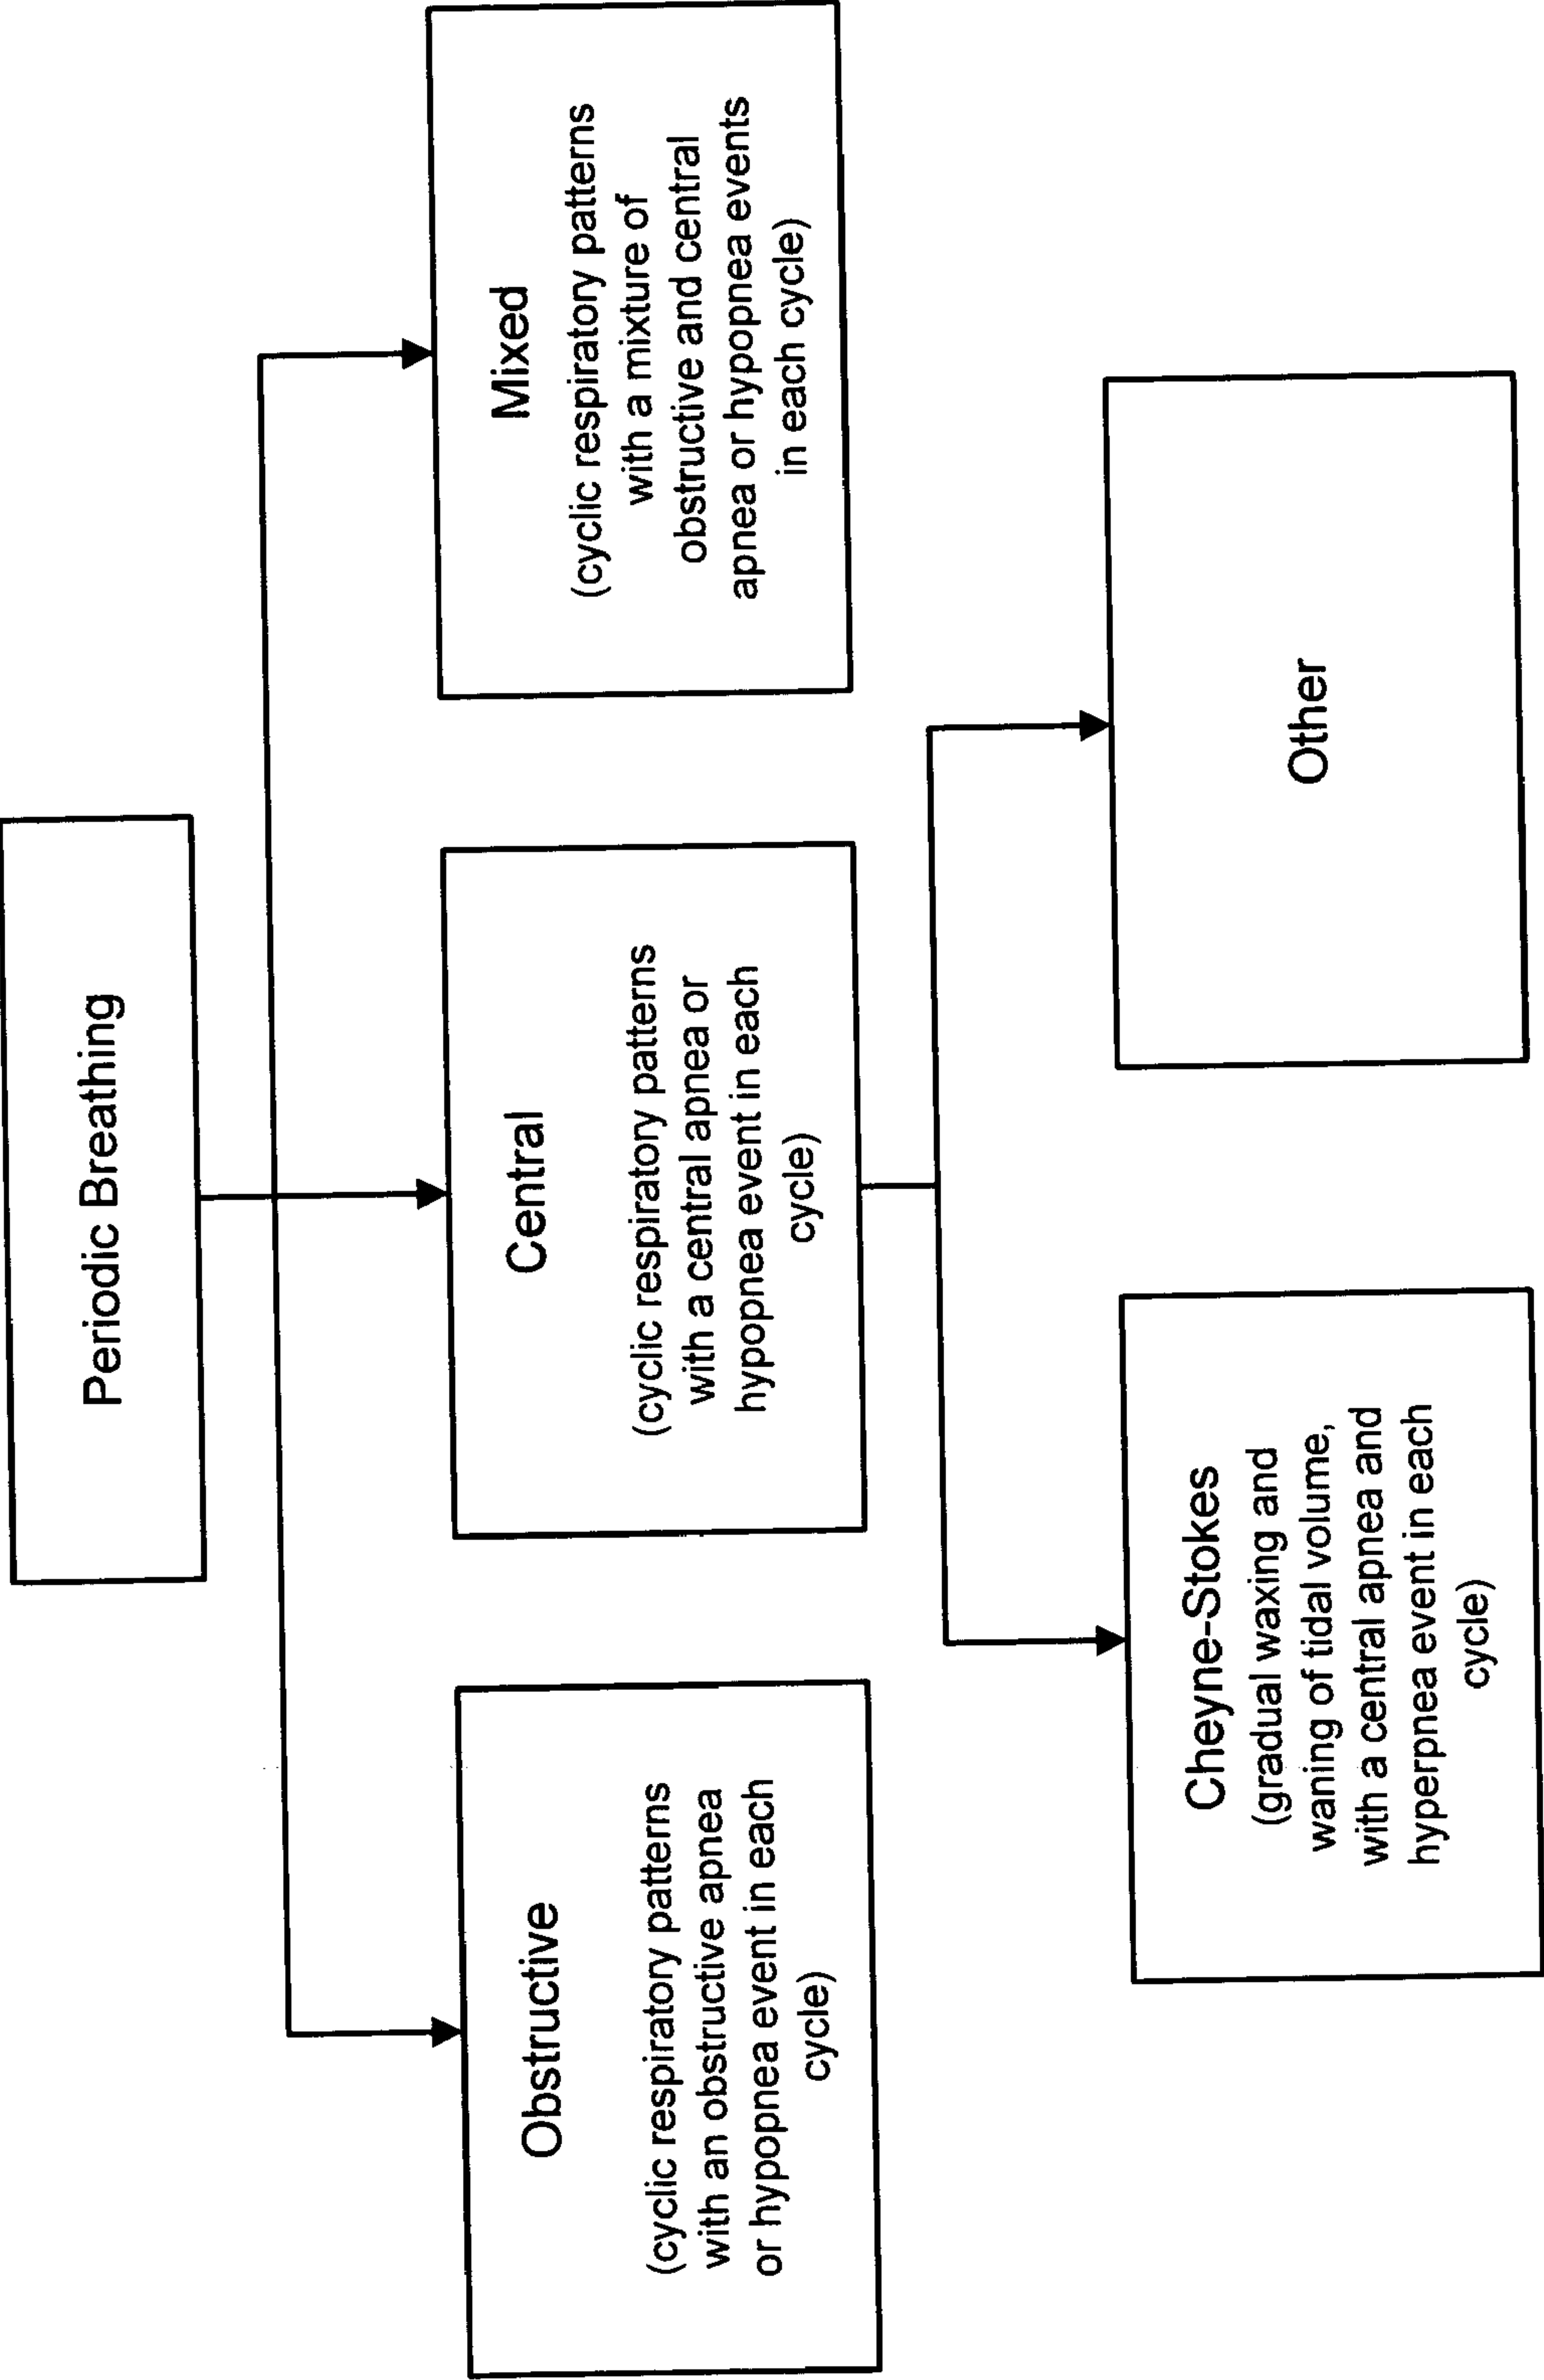 Periodic Breathing
Obstructive
(cyclic respiratory patterns
with an obstructive apnea
or hypopnea event in each
cycle)
Central
(cyclic respiratory patterns
with a central apnea or
hypopnea event in each
cycle)
Mixed
(cyclic respiratory patterns
with a mixture of
obstructive and central
apnea or hypopnea events
in each cycle)
Cheyne-Stokes
(gradual waxing and
waning of tidal volume,
with a central apnea and
hyperpnea event in each
cycle)
Other